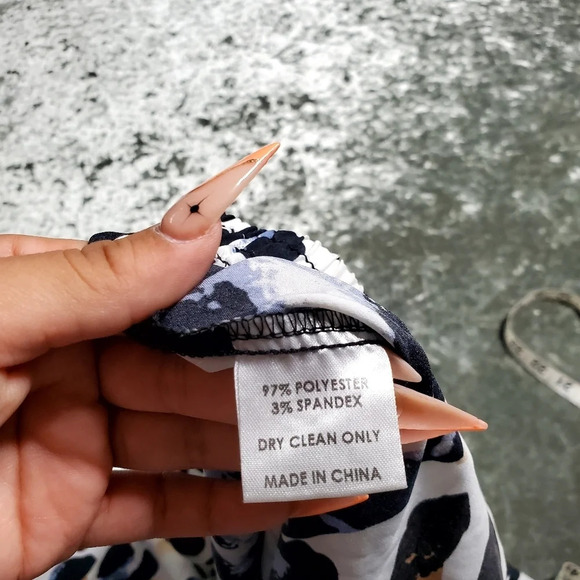 97% POLYESTER
3% SPANDEX
DRY CLEAN ONLY
MADE IN CHINA